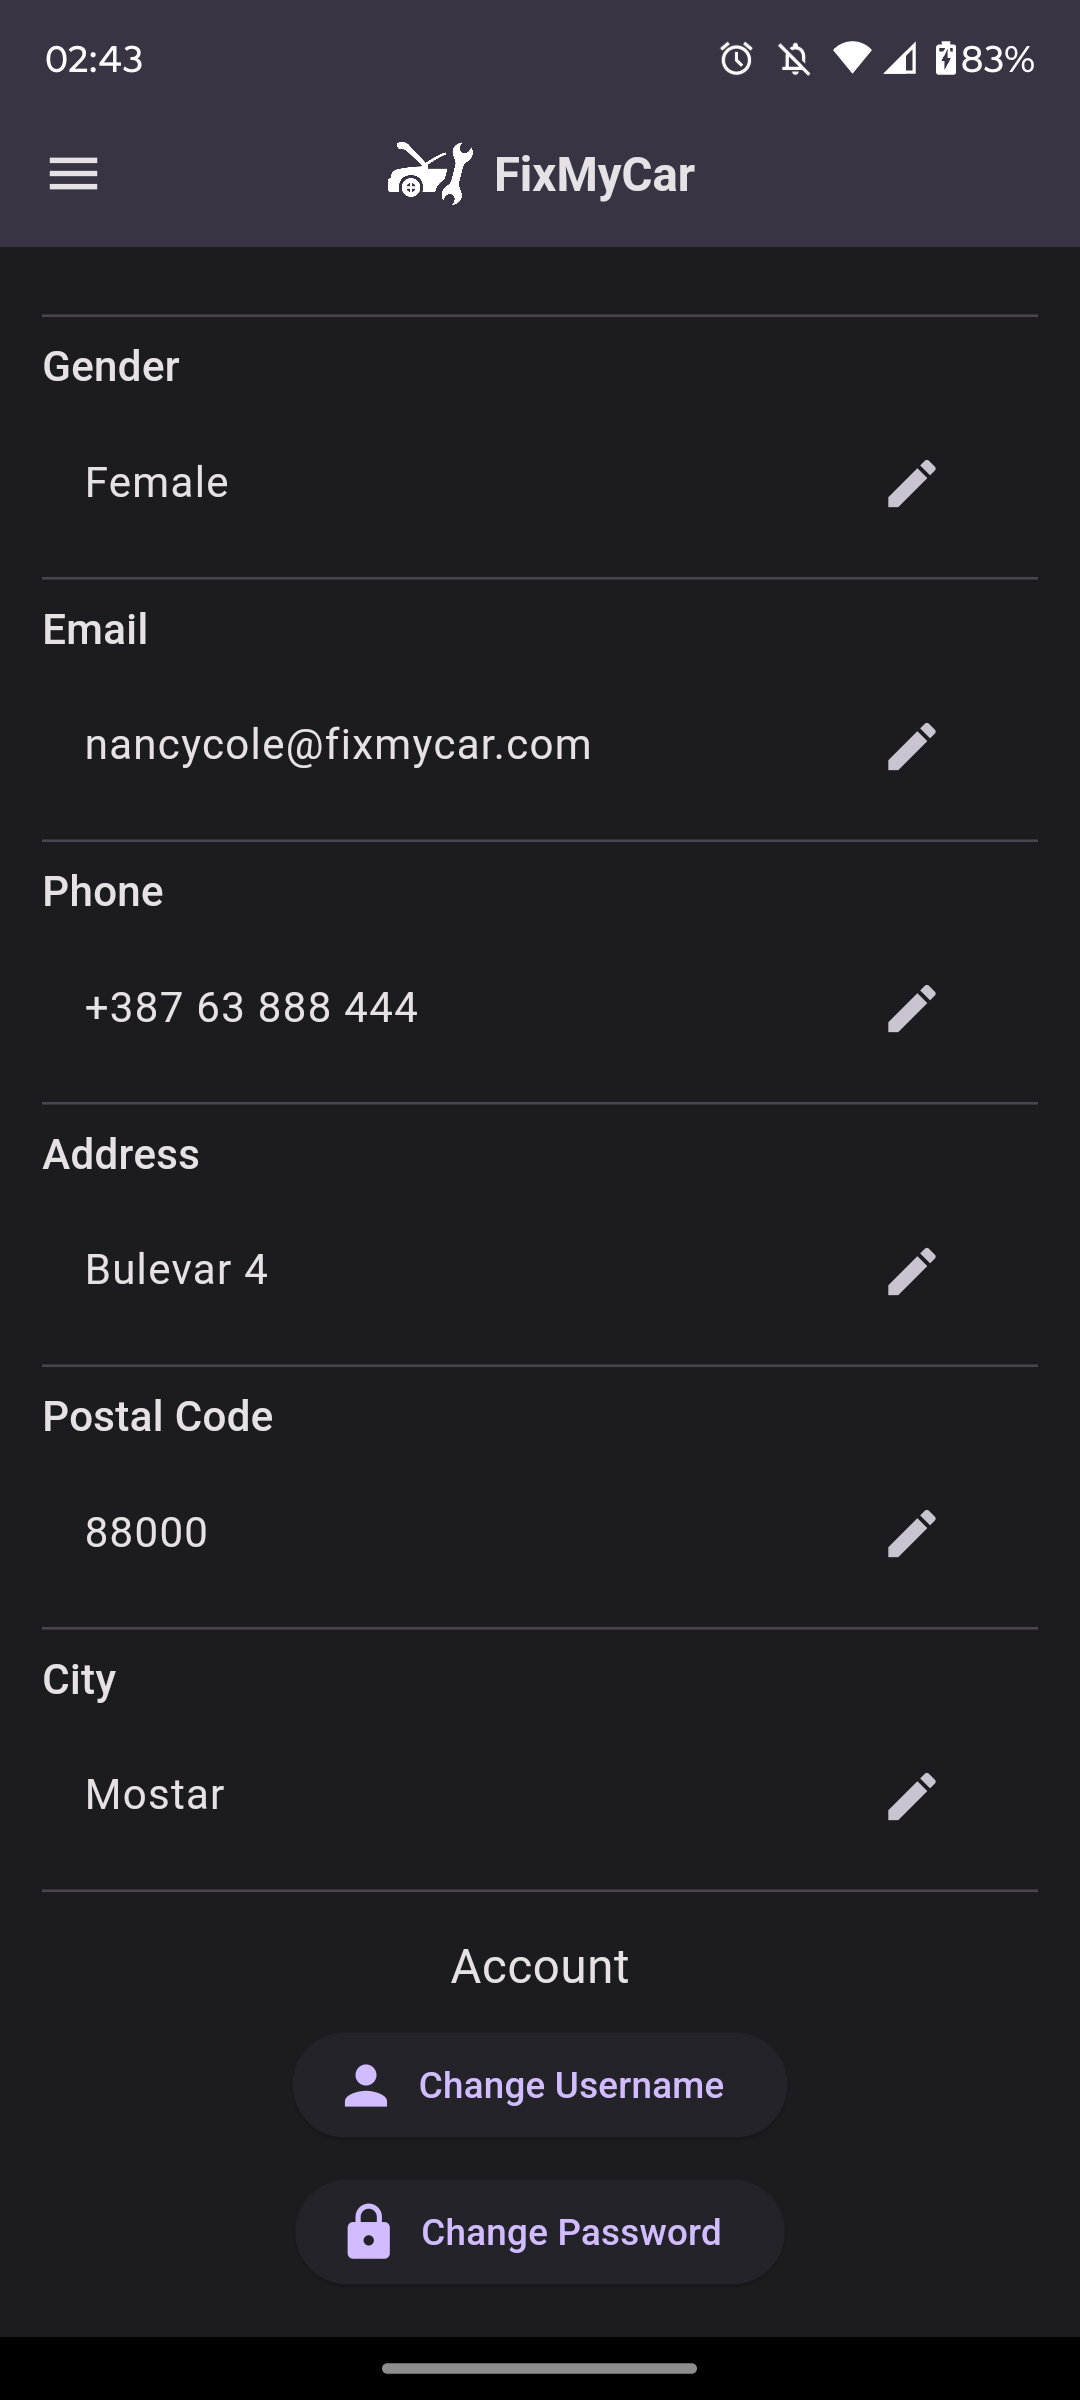 02:43
83%
FixMyCar
Gender
Female
Email
nancycole@fixmycar.com
Phone
+387 63 888 444
Address
Bulevar 4
Postal Code
88000
City
Mostar
Account
Change Username
Change Password